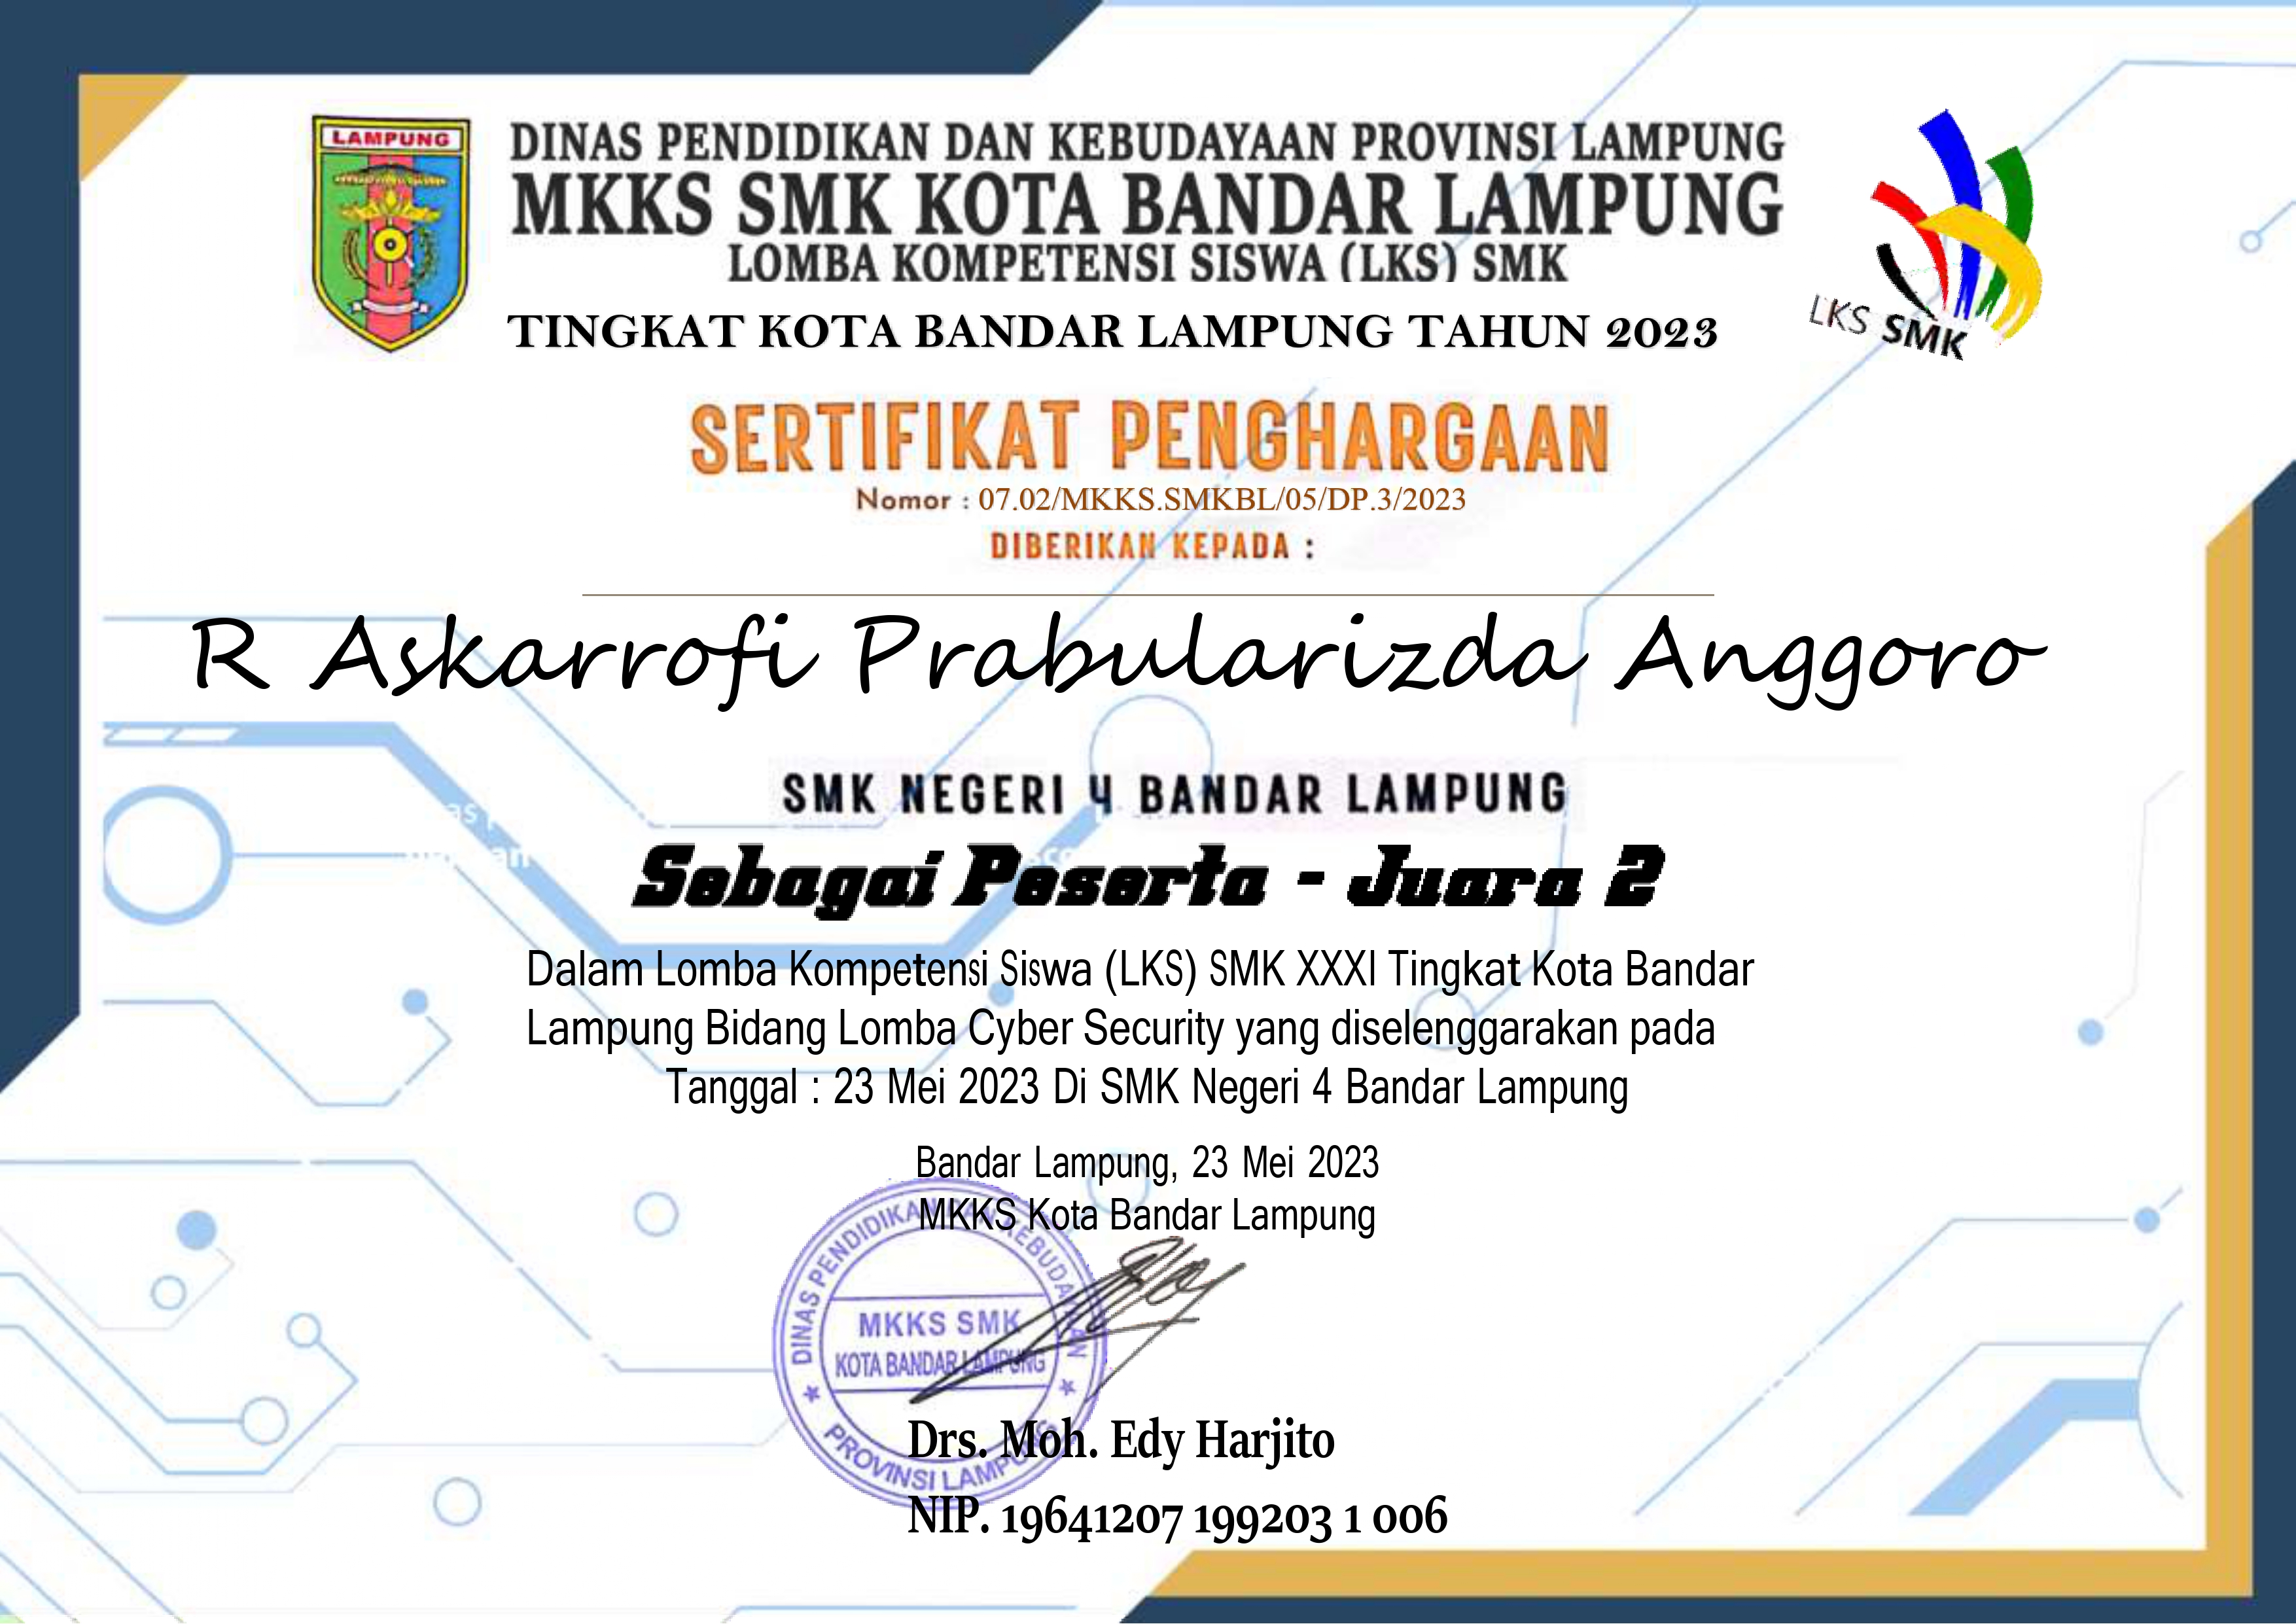 LAMPUNG
DINAS PENDIDIKAN DAN KEBUDAYAAN PROVINSI LAMPUNG
MKKS SMK KOTA BANDAR LAMPUNG
LOMBA KOMPETENSI SISWA (LKS) SMK
TINGKAT KOTA BANDAR LAMPUNG TAHUN 2023
LKS SMK
SERTIFIKAT PENGHARGAAN
Nomor : 07.02/MKKS.SMKBL/05/DP.3/2023
DIBERIKAN KEPADA :
R Askarrofi Prabularizda Anggoro
SMK NEGERI 4 BANDAR LAMPUNG
Sebagai Peserta - Juara 2
Dalam Lomba Kompetensi Siswa (LKS) SMK XXXI Tingkat Kota Bandar
Lampung Bidang Lomba Cyber Security yang diselenggarakan pada
Tanggal : 23 Mei 2023 Di SMK Negeri 4 Bandar Lampung
Bandar Lampung, 23 Mei 2023
MKKS Kota Bandar Lampung
DINAS PENDIDIKAN DAN KEBUDAYAAN
MKKS SMK
KOTA BANDAR LAMPUNG
PROVINSI LAMPUNG
Drs. Moh. Edy Harjito
NIP. 19641207 199203 1 006